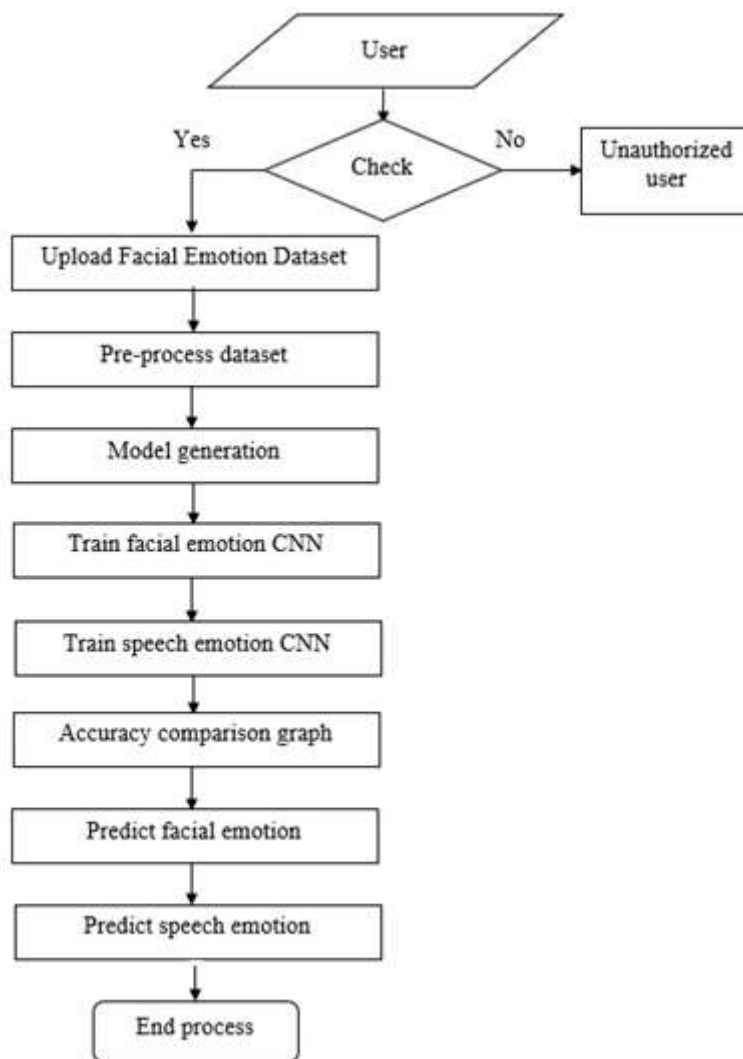 User
Yes
No
Check
Unauthorized
user
Upload Facial Emotion Dataset
Pre-process dataset
Model generation
Train facial emotion CNN
Train speech emotion CNN
Accuracy comparison graph
Predict facial emotion
Predict speech emotion
End process